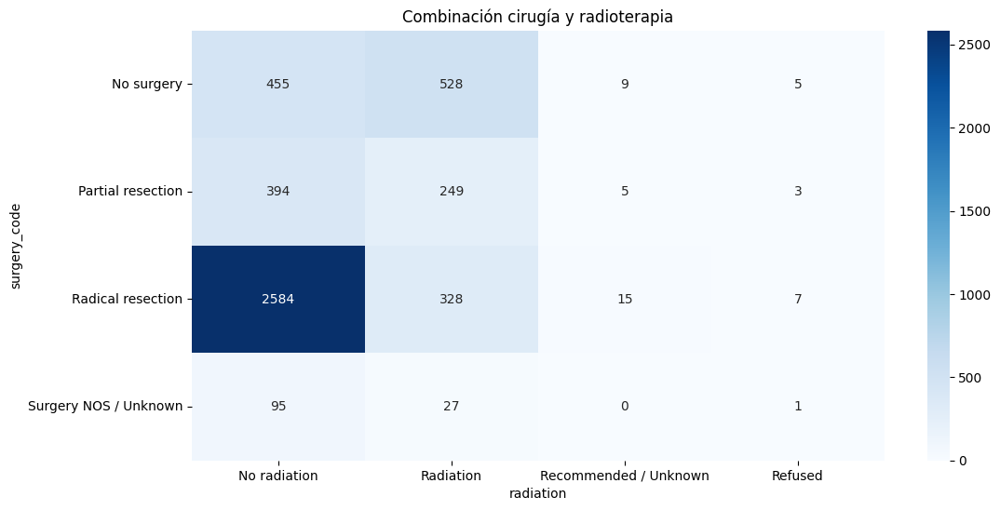 Combinación cirugía y radioterapia
surgery_code
No surgery 455 528 9 5
Partial resection 394 249 5 3
Radical resection 2584 328 15 7
Surgery NOS / Unknown 95 27 0 1
No radiation Radiation Recommended / Unknown Refused
radiation
2500
2000
1500
1000
500
0